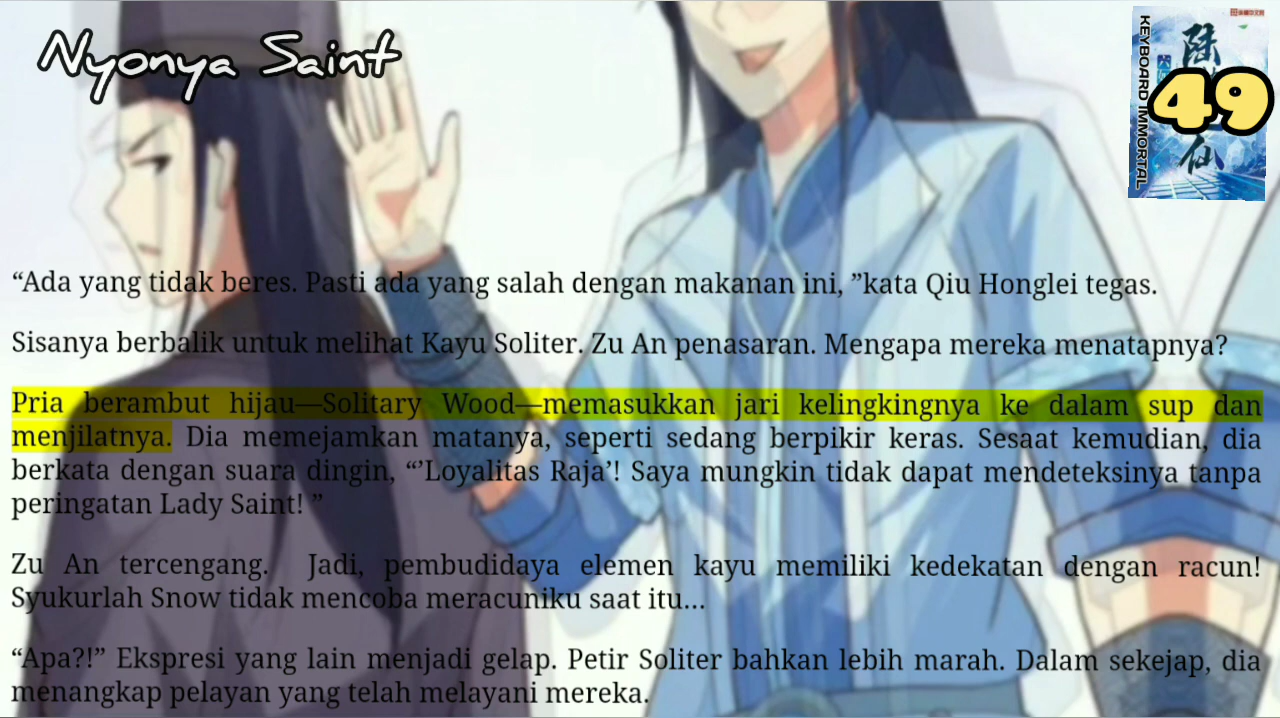 Nyonya Saint
KEYBOARD IMMORTAL
49
“Ada yang tidak beres. Pasti ada yang salah dengan makanan ini, ”kata Qiu Honglei tegas.
Sisanya berbalik untuk melihat Kayu Soliter. Zu An penasaran. Mengapa mereka menatapnya?
Pria berambut hijau—Solitary Wood—memasukkan jari kelingkingnya ke dalam sup dan
menjilatnya. Dia memejamkan matanya, seperti sedang berpikir keras. Sesaat kemudian, dia
berkata dengan suara dingin, “’Loyalitas Raja’! Saya mungkin tidak dapat mendeteksinya tanpa
peringatan Lady Saint! ”
Zu An tercengang. Jadi, pembudidaya elemen kayu memiliki kedekatan dengan racun!
Syukurlah Snow tidak mencoba meracuniku saat itu…
“Apa?!” Ekspresi yang lain menjadi gelap. Petir Soliter bahkan lebih marah. Dalam sekejap, dia
menangkap pelayan yang telah melayani mereka.